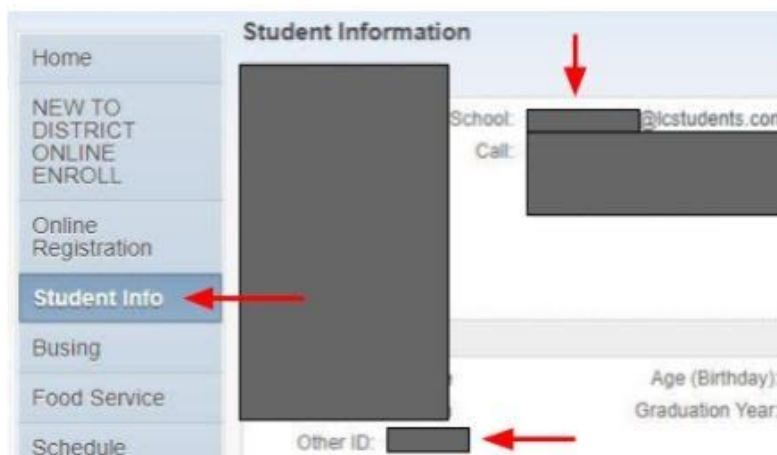 Student Information
Home
NEW TO
DISTRICT
ONLINE
ENROLL
Online
Registration
Student Info
Busing
Food Service
Schedule
School: @lcstudents.com
Call:
Age (Birthday):
Graduation Year:
Other ID: